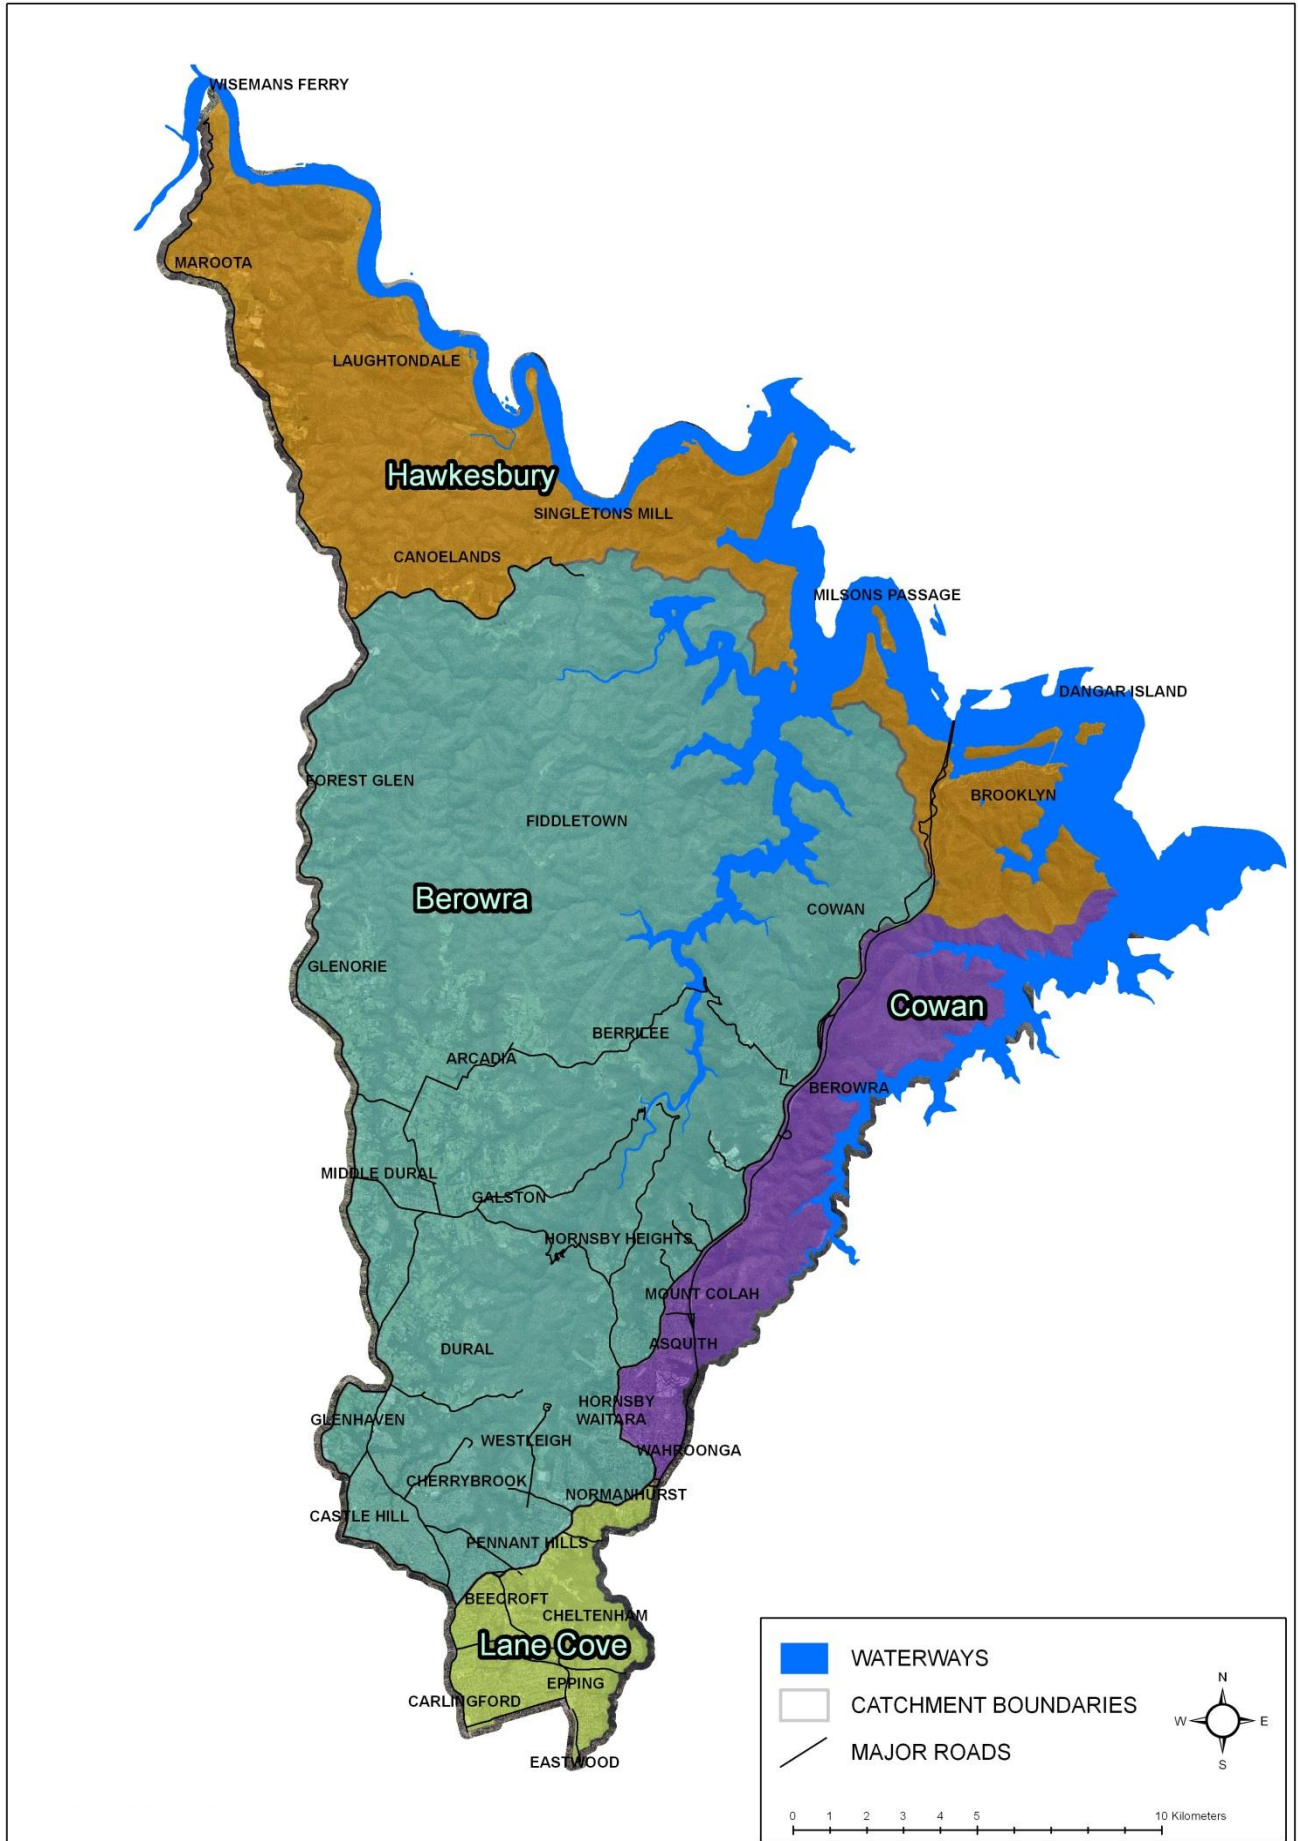 WISEMANS FERRY
MAROOTA
LAUGHTONDALE
Hawkesbury
SINGLETONS MILL
CANOELANDS
MILSONS PASSAGE
DANGAR ISLAND
FOREST GLEN
BROOKLYN
FIDDLETOWN
Berowra
COWAN
GLENORIE
Cowan
BERRILEE
ARCADIA
BEROWRA
MIDDLE DURAL
GALSTON
HORNSBY HEIGHTS
MOUNT COLAH
ASQUITH
DURAL
HORNSBY
GLENHAVEN
WAITARA
WESTLEIGH
WAHROONGA
CHERRYBROOK
NORMANHURST
CASTLE HILL
PENNANT HILLS
BEECROFT
CHELTENHAM
Lane Cove
EPPING
CARLINGFORD
EASTWOOD
WATERWAYS
CATCHMENT BOUNDARIES
MAJOR ROADS
N
W E
S
0 1 2 3 4 5 10 Kilometers